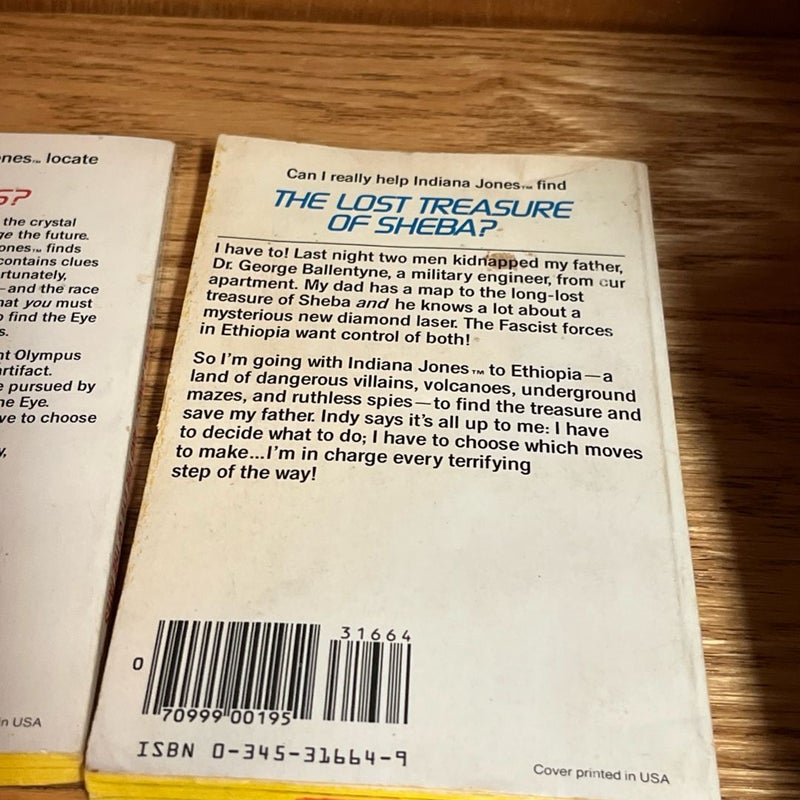 nes™ locate
S?
the crystal
ge the future.
ones™ finds
contains clues
rtunately,
—and the race
hat you must
o find the Eye
s.
nt Olympus
artifact.
e pursued by
he Eye.
ve to choose
y,
in USA
Can I really help Indiana Jones™ find
THE LOST TREASURE
OF SHEBA?
I have to! Last night two men kidnapped my father,
Dr. George Ballentyne, a military engineer, from our
apartment. My dad has a map to the long-lost
treasure of Sheba and he knows a lot about a
mysterious new diamond laser. The Fascist forces
in Ethiopia want control of both!
So I'm going with Indiana Jones™ to Ethiopia—a
land of dangerous villains, volcanoes, underground
mazes, and ruthless spies—to find the treasure and
save my father. Indy says it's all up to me: I have
to decide what to do; I have to choose which moves
to make...I'm in charge every terrifying
step of the way!
31664
0
70999 00195
ISBN 0-345-31664-9
Cover printed in USA